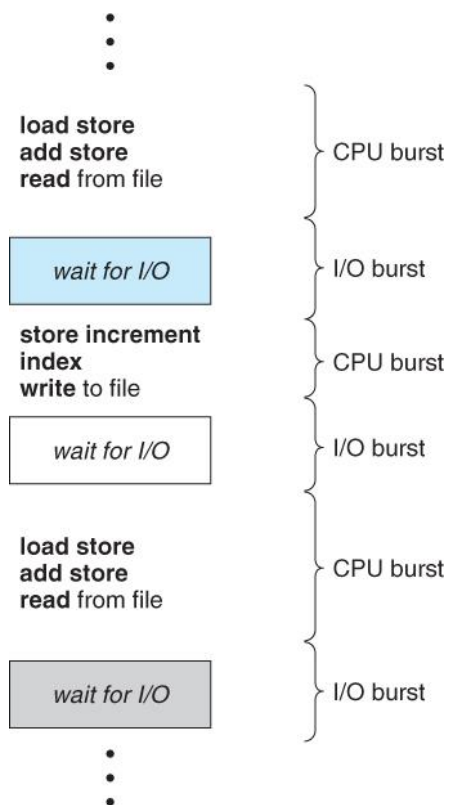 load store
add store
read from file
CPU burst
wait for I/O
I/O burst
store increment
index
write to file
CPU burst
wait for I/O
I/O burst
load store
add store
read from file
CPU burst
wait for I/O
I/O burst